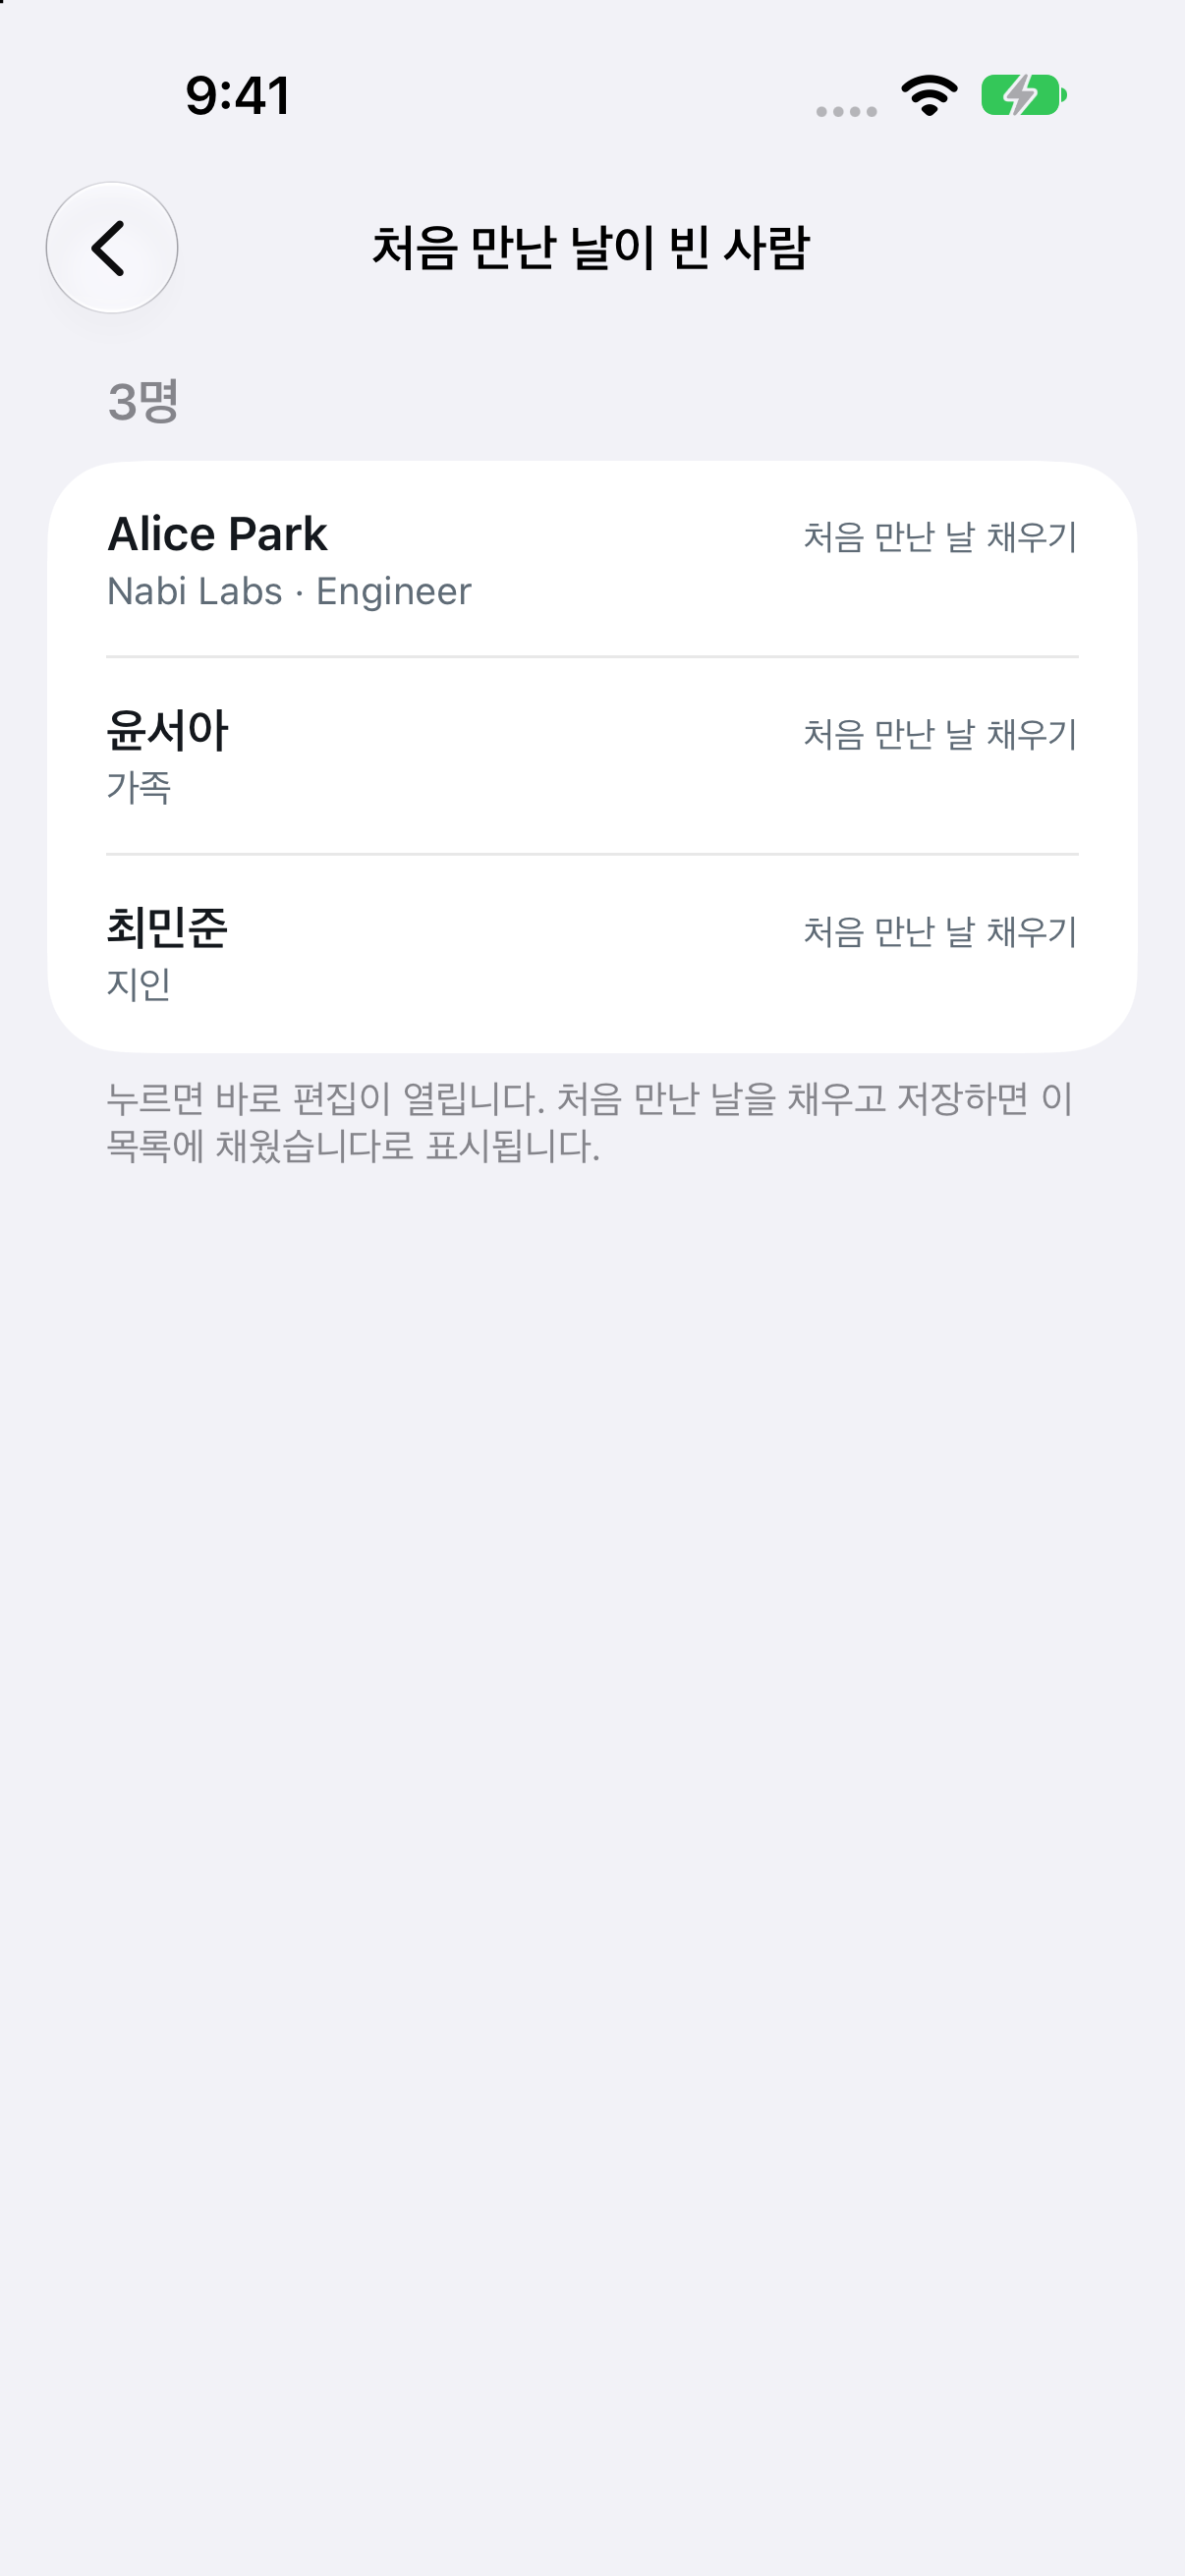 9:41
처음 만난 날이 빈 사람
3명
Alice Park
처음 만난 날 채우기
Nabi Labs · Engineer
윤서아
처음 만난 날 채우기
가족
최민준
처음 만난 날 채우기
지인
누르면 바로 편집이 열립니다. 처음 만난 날을 채우고 저장하면 이
목록에 채웠습니다로 표시됩니다.